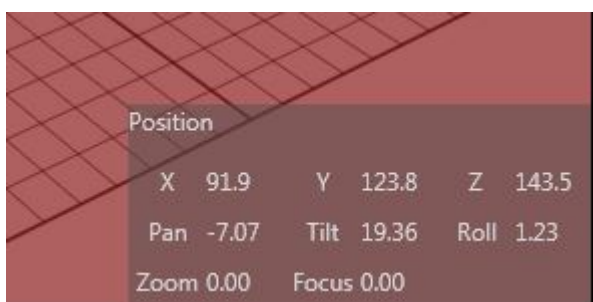 Position
X 91.9 Y 123.8 Z 143.5
Pan -7.07 Tilt 19.36 Roll 1.23
Zoom 0.00 Focus 0.00